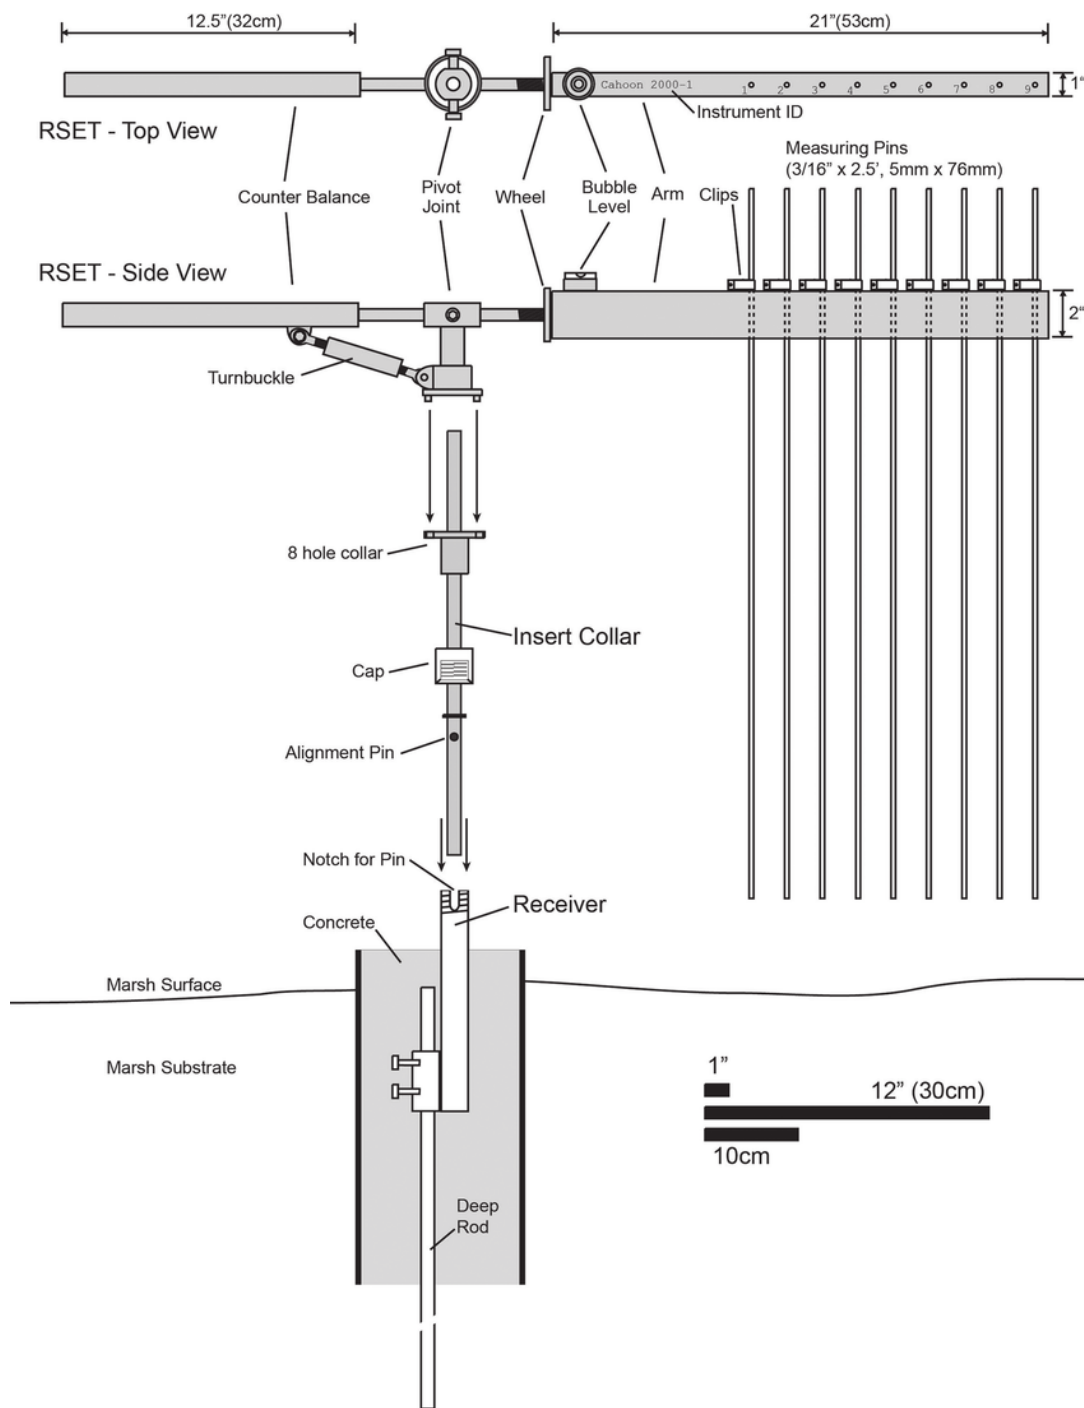 12.5"(32cm)
21"(53cm)
Cahoon 2000-1
1 2 3 4 5 6 7 8 9
1"
Instrument ID
RSET - Top View
Measuring Pins
(3/16" x 2.5', 5mm x 76mm)
Counter Balance
Pivot
Joint
Wheel
Bubble
Level
Arm
Clips
RSET - Side View
2"
Turnbuckle
8 hole collar
Insert Collar
Cap
Alignment Pin
Notch for Pin
Receiver
Concrete
Marsh Surface
Marsh Substrate
1"
12" (30cm)
10cm
Deep
Rod